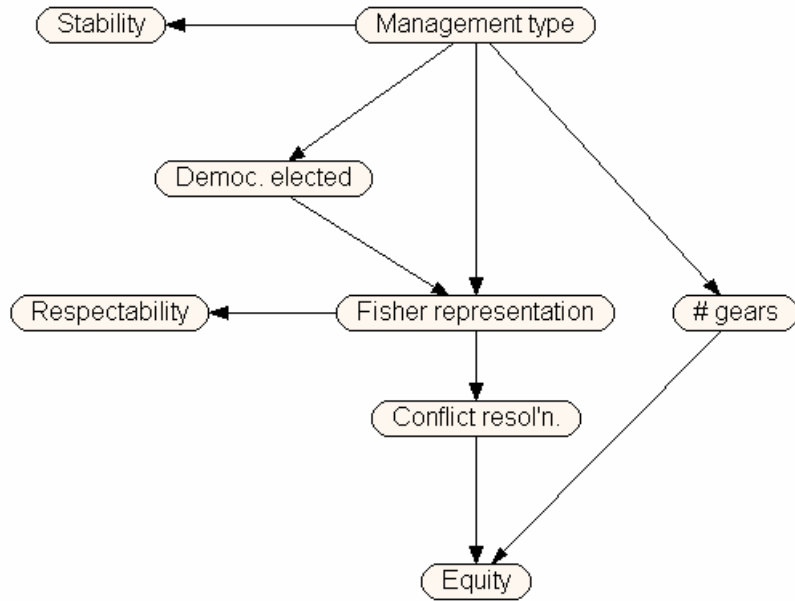 Stability
Management type
Democ. elected
Respectability
Fisher representation
# gears
Conflict resol'n.
Equity